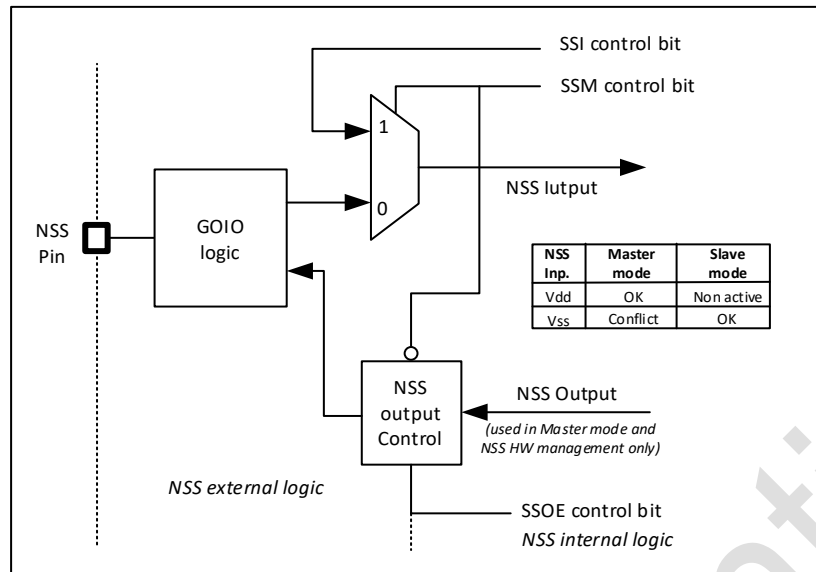 SSI control bit
SSM control bit
1
NSS Iutput
0
NSS
Pin
GOIO
logic
NSS Master Slave
Inp. mode mode
Vdd OK Non active
Vss Conflict OK
NSS
output
Control
NSS Output
(used in Master mode and
NSS HW management only)
NSS external logic
SSOE control bit
NSS internal logic